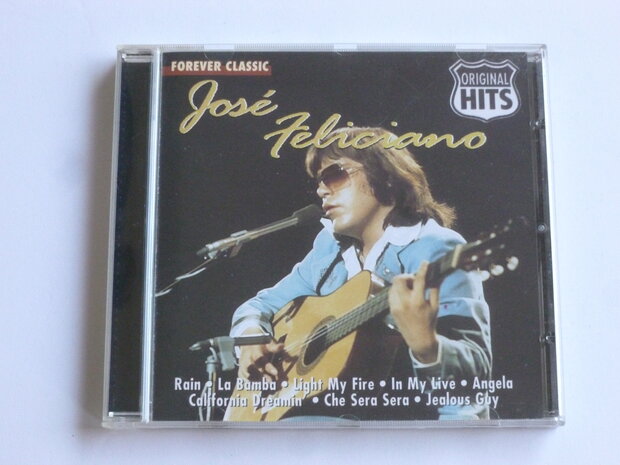 FOREVER CLASSIC
ORIGINAL
HITS
José
Feliciano
Rain • La Bamba • Light My Fire • In My Live • Angela
California Dreamin' • Che Sera Sera • Jealous Guy